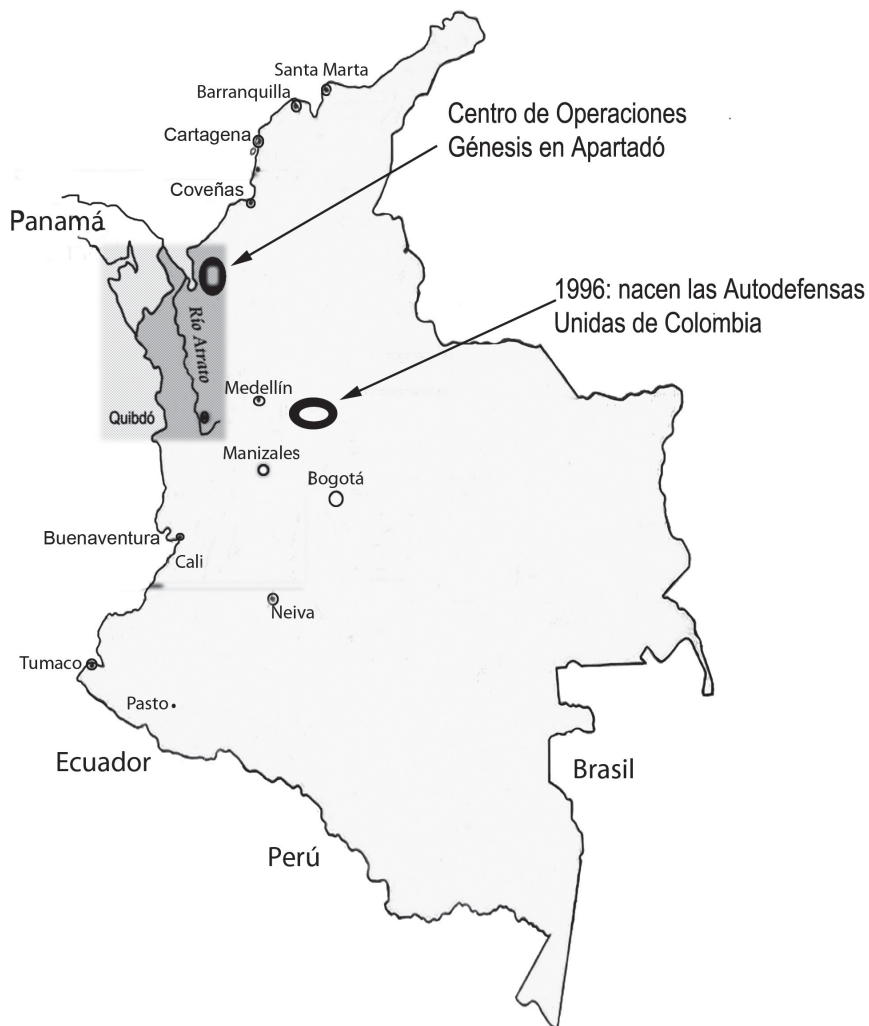 Santa Marta
Barranquilla
Centro de Operaciones
Génesis en Apartadó
Cartagena
Coveñas
Panamá
1996: nacen las Autodefensas
Unidas de Colombia
Río Atrato
Medellín
Quibdó
Manizales
Bogotá
Buenaventura
Cali
Neiva
Tumaco
Pasto
Ecuador
Brasil
Perú